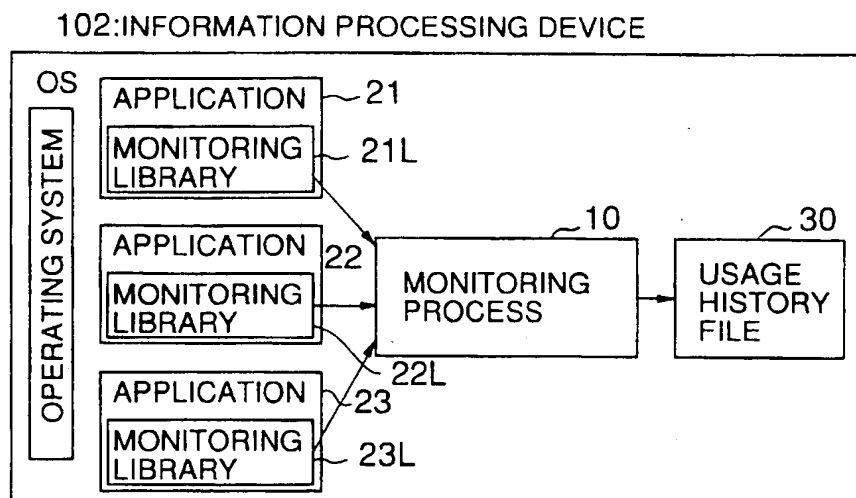 102:INFORMATION PROCESSING DEVICE
OS
OPERATING SYSTEM
APPLICATION
21
MONITORING
LIBRARY
21L
APPLICATION
22
MONITORING
LIBRARY
22L
APPLICATION
23
MONITORING
LIBRARY
23L
10
MONITORING
PROCESS
30
USAGE
HISTORY
FILE